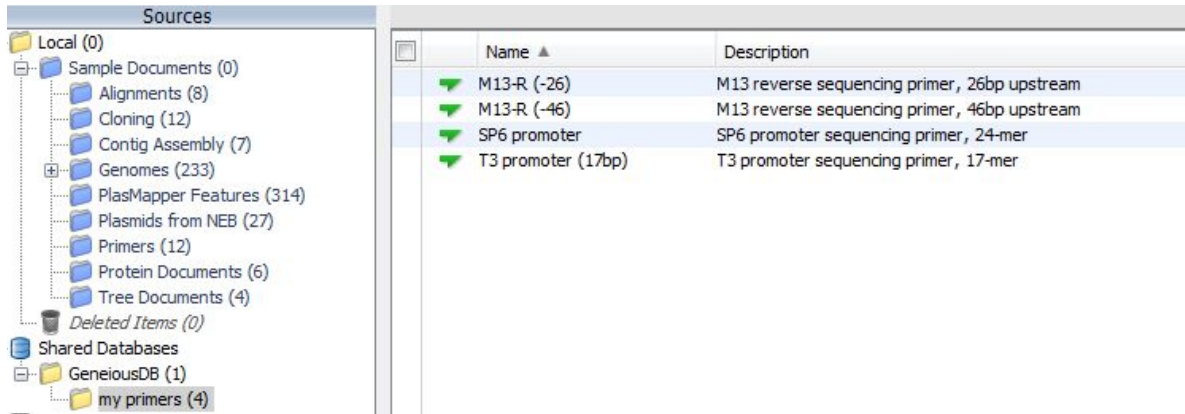 Sources
Local (0)
Sample Documents (0)
Alignments (8)
Cloning (12)
Contig Assembly (7)
Genomes (233)
PlasMapper Features (314)
Plasmids from NEB (27)
Primers (12)
Protein Documents (6)
Tree Documents (4)
Deleted Items (0)
Shared Databases
GeneiousDB (1)
my primers (4)
Name Description
M13-R (-26) M13 reverse sequencing primer, 26bp upstream
M13-R (-46) M13 reverse sequencing primer, 46bp upstream
SP6 promoter SP6 promoter sequencing primer, 24-mer
T3 promoter (17bp) T3 promoter sequencing primer, 17-mer